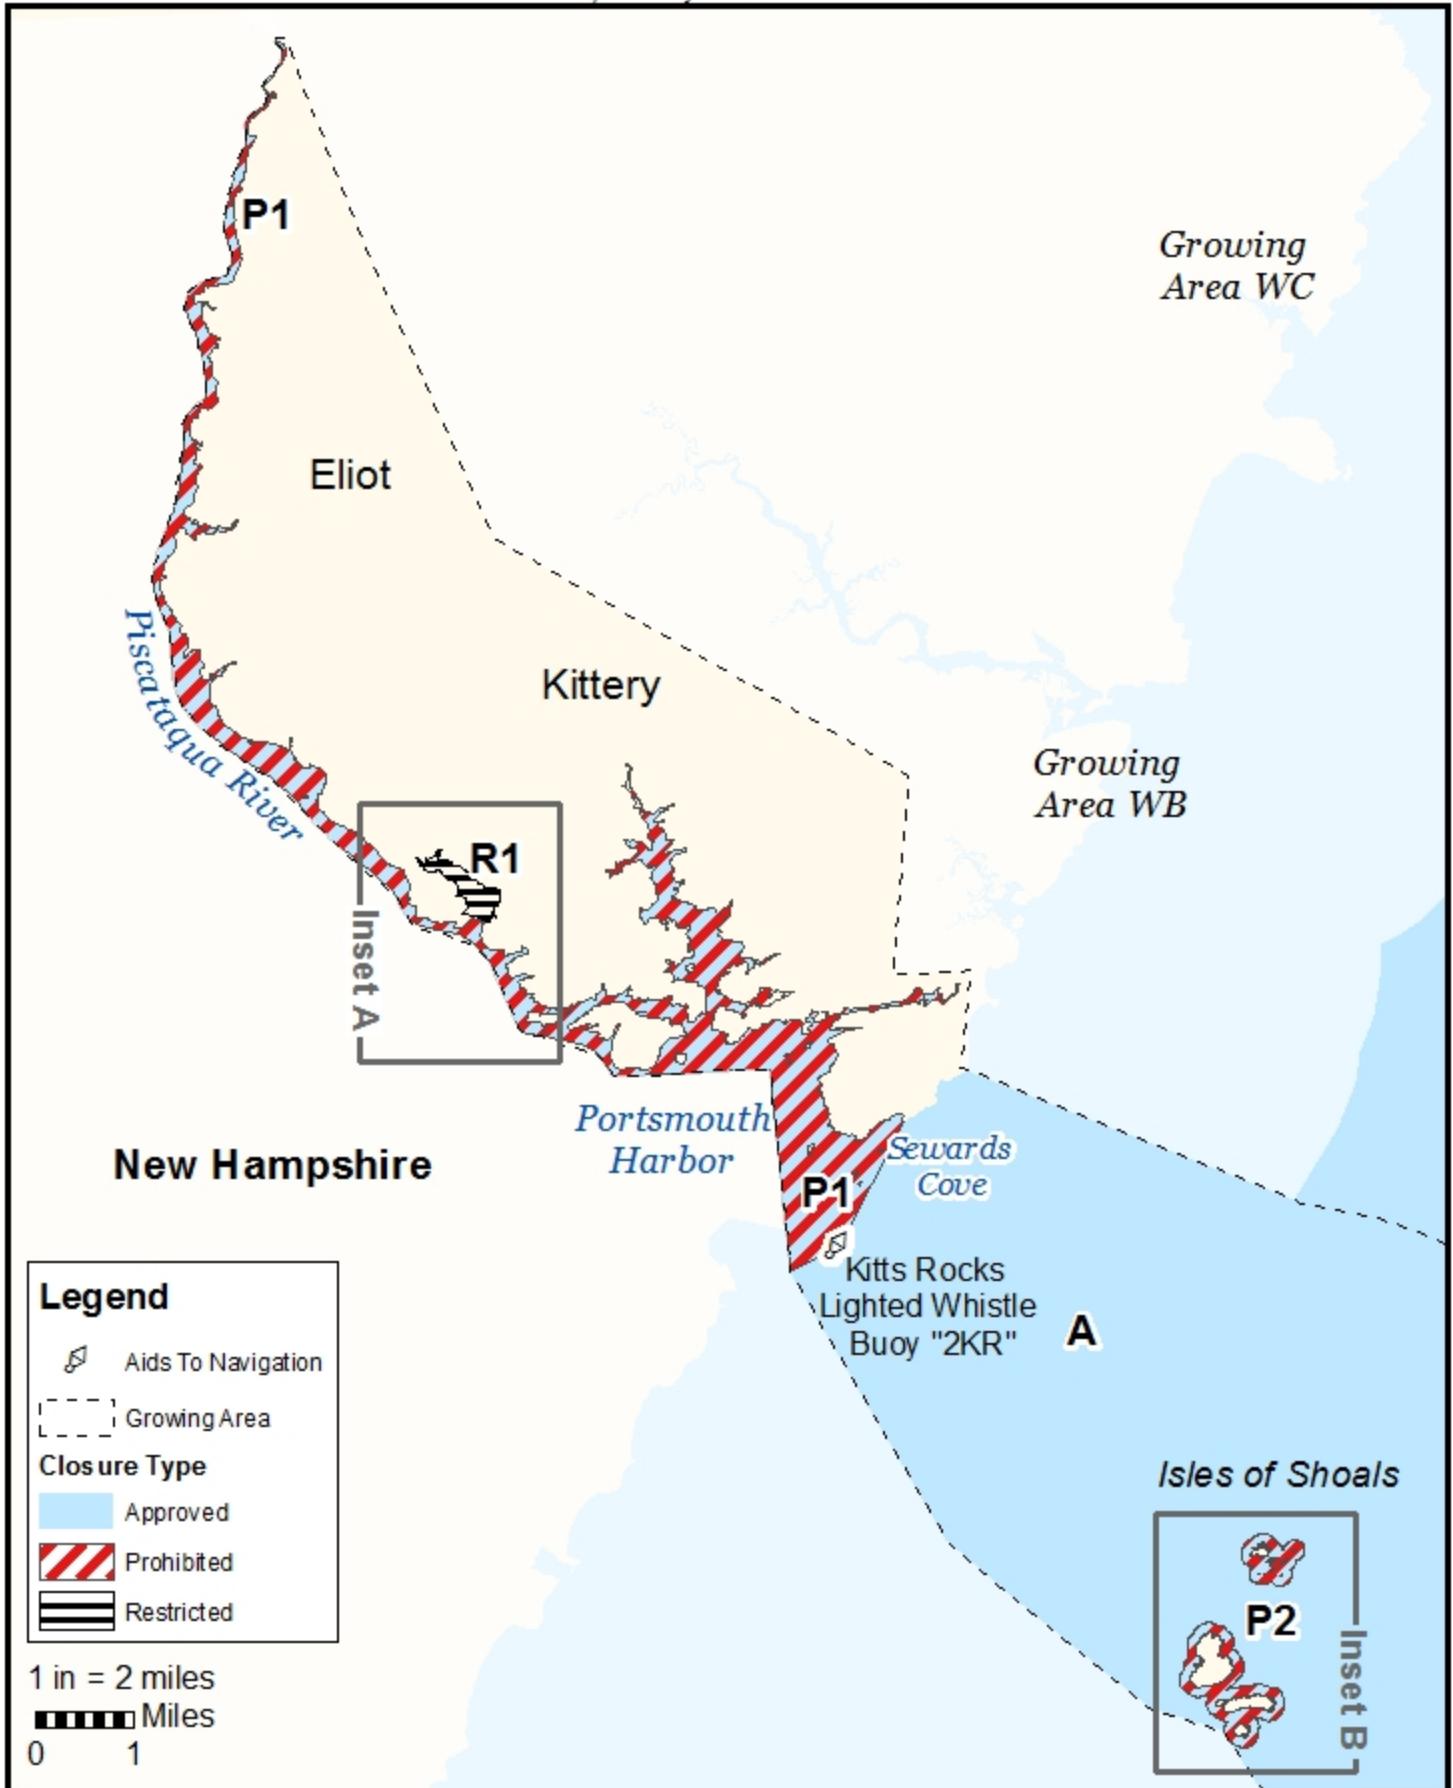 P1
Growing
Area WC
Eliot
Piscataqua River
Kittery
Growing
Area WB
R1
Inset A
Portsmouth
Harbor
Sewards
Cove
New Hampshire
P1
Kitts Rocks
Lighted Whistle
Buoy "2KR"
A
Legend
Aids To Navigation
Growing Area
Closure Type
Approved
Prohibited
Restricted
1 in = 2 miles
Miles
0 1
Isles of Shoals
P2
Inset B